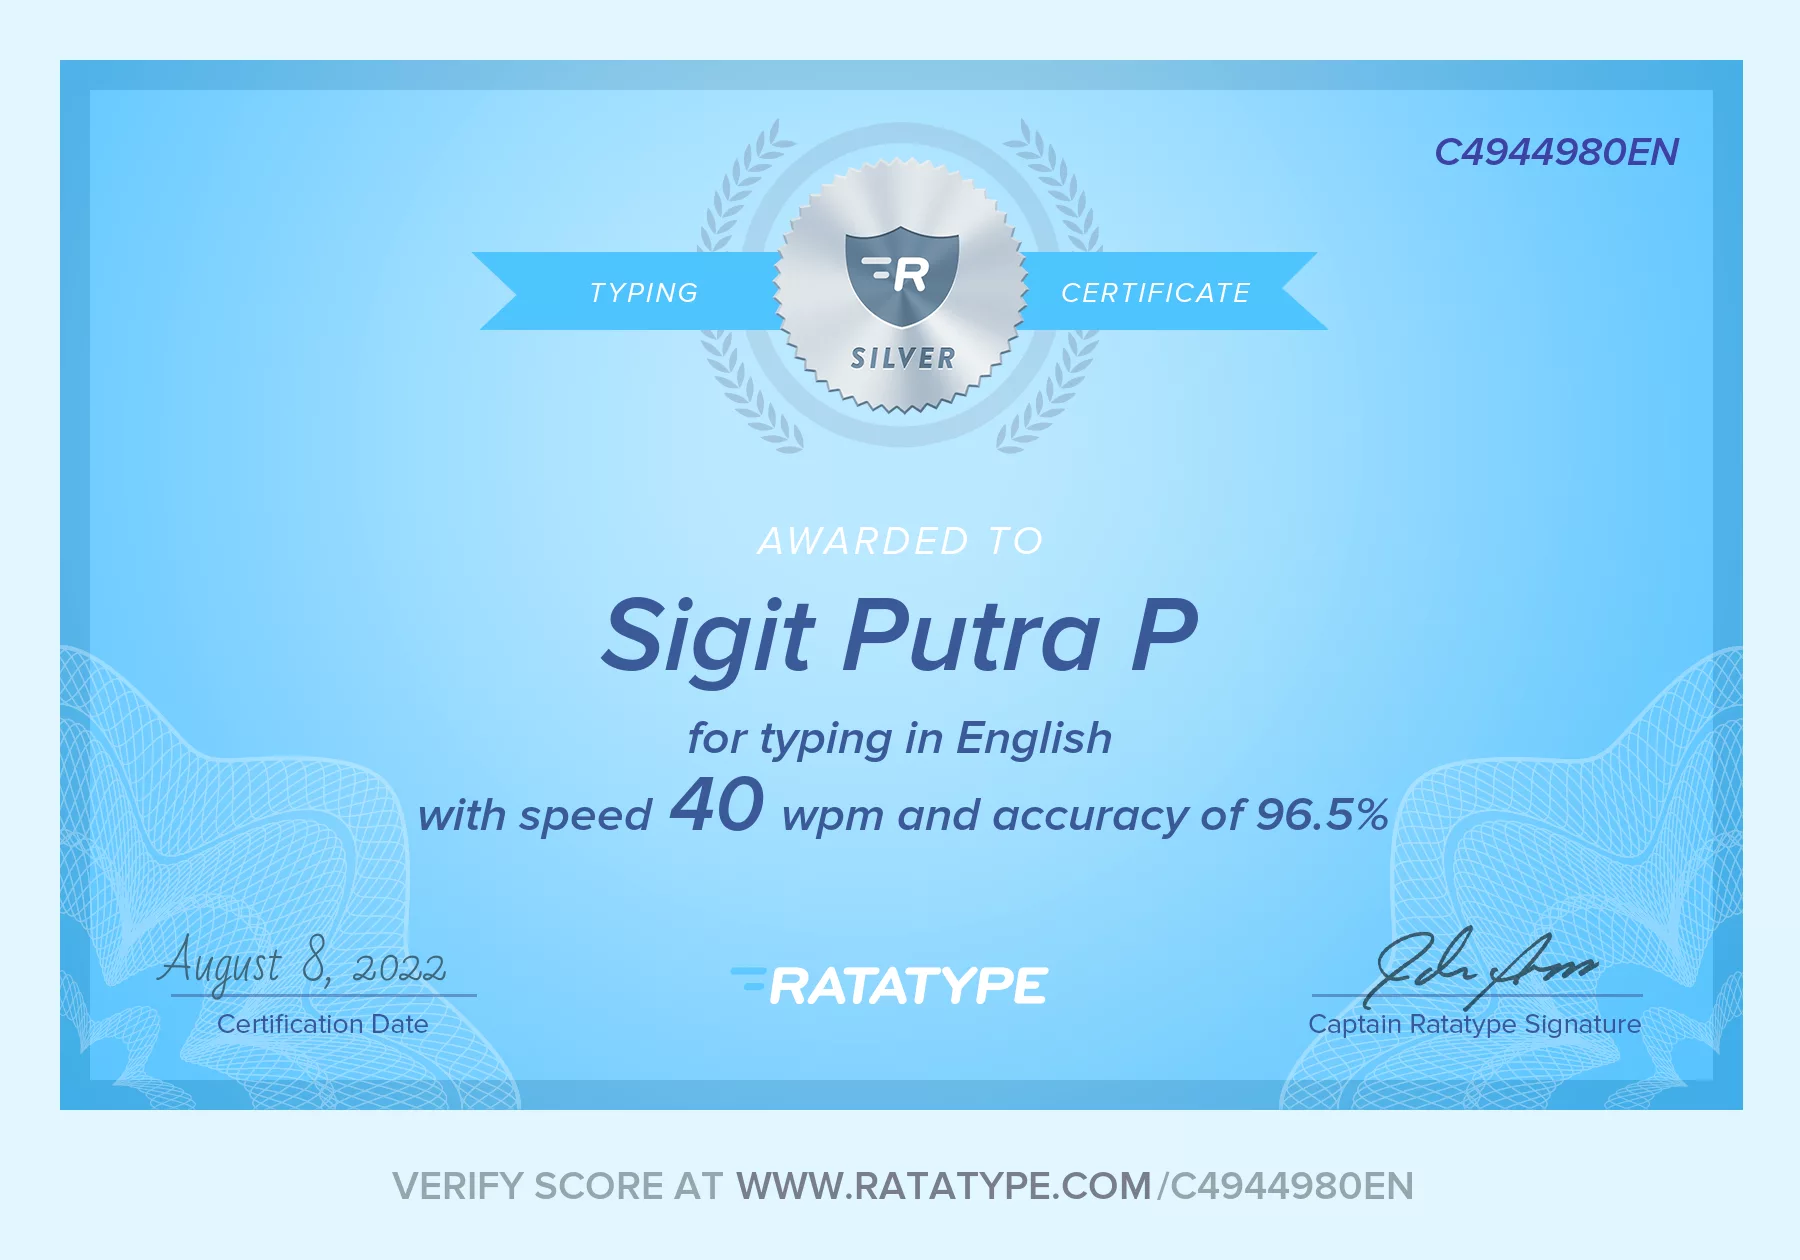 C4944980EN
TYPING CERTIFICATE
R
SILVER
AWARDED TO
Sigit Putra P
for typing in English
with speed 40 wpm and accuracy of 96.5%
August 8, 2022
Certification Date
RATATYPE
Captain Ratatype Signature
VERIFY SCORE AT WWW.RATATYPE.COM/C4944980EN